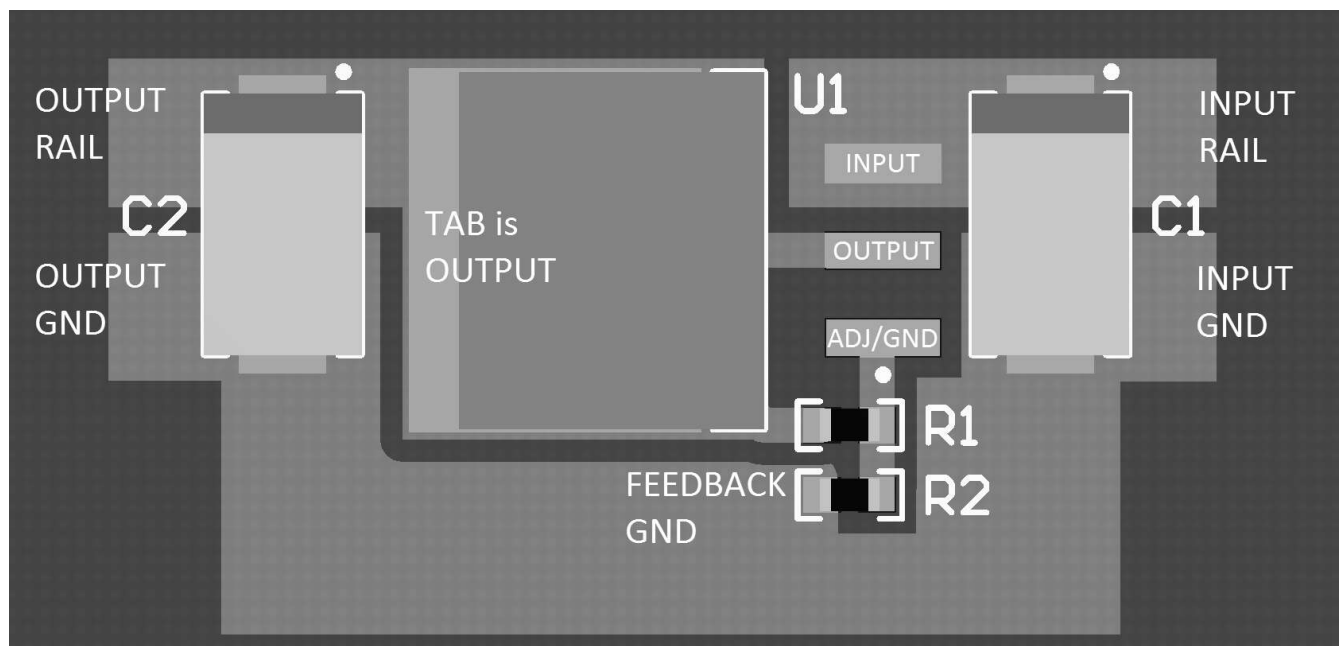 OUTPUT
RAIL
C2
OUTPUT
GND
TAB is
OUTPUT
U1
INPUT
OUTPUT
ADJ/GND
INPUT
RAIL
C1
INPUT
GND
R1
FEEDBACK
GND
R2